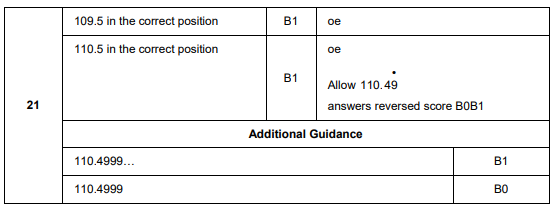 109.5 in the correct position B1 oe
110.5 in the correct position B1 oe
Allow 110.49̇
answers reversed score B0B1
21
Additional Guidance
110.4999… B1
110.4999 B0